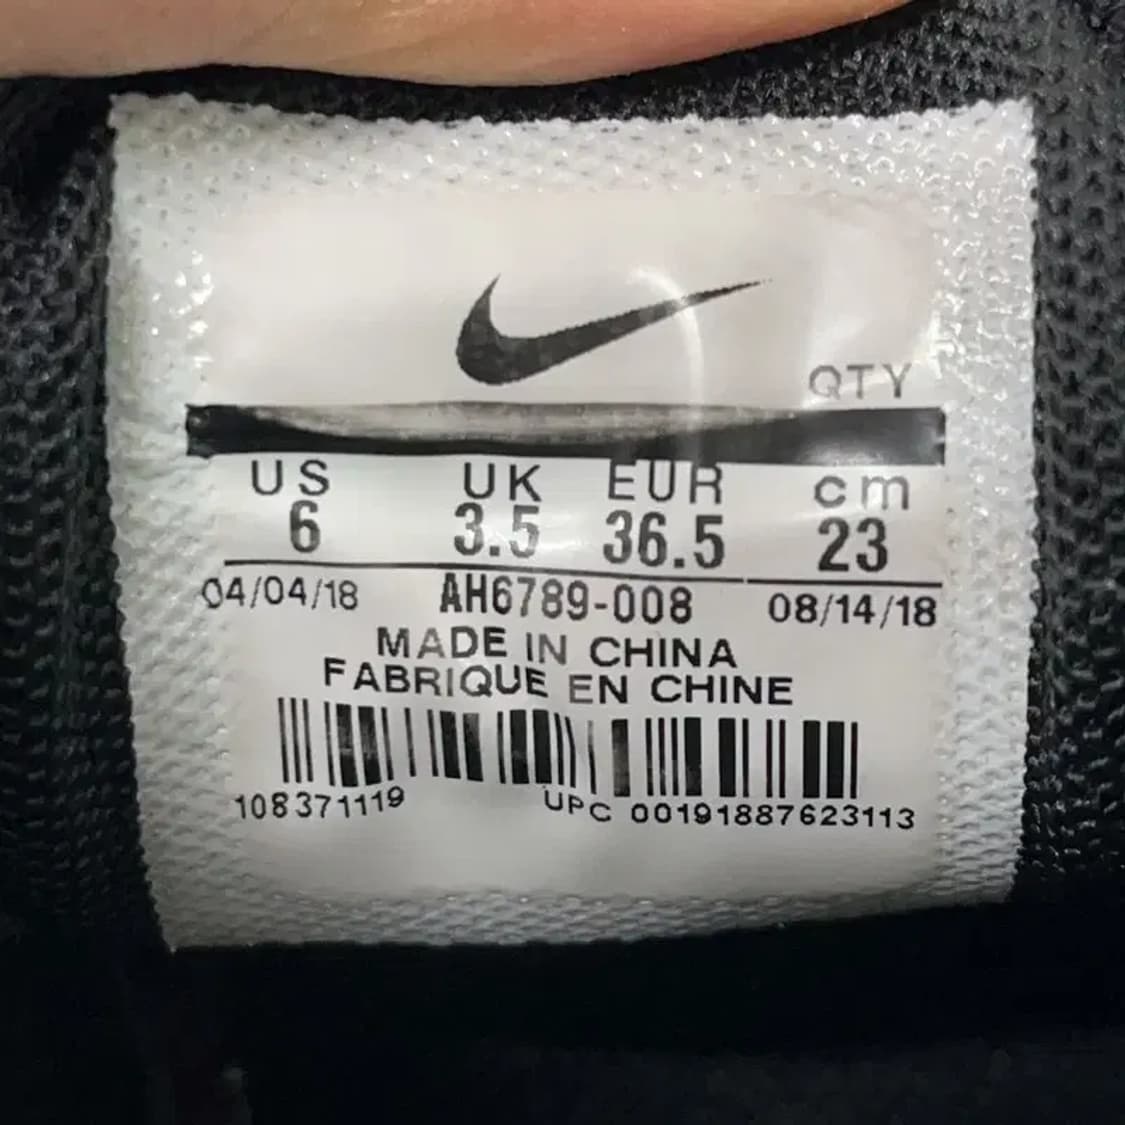 QTY
US UK EUR cm
6 3.5 36.5 23
04/04/18 AH6789-008 08/14/18
MADE IN CHINA
FABRIQUE EN CHINE
108371119 UPC 00191887623113